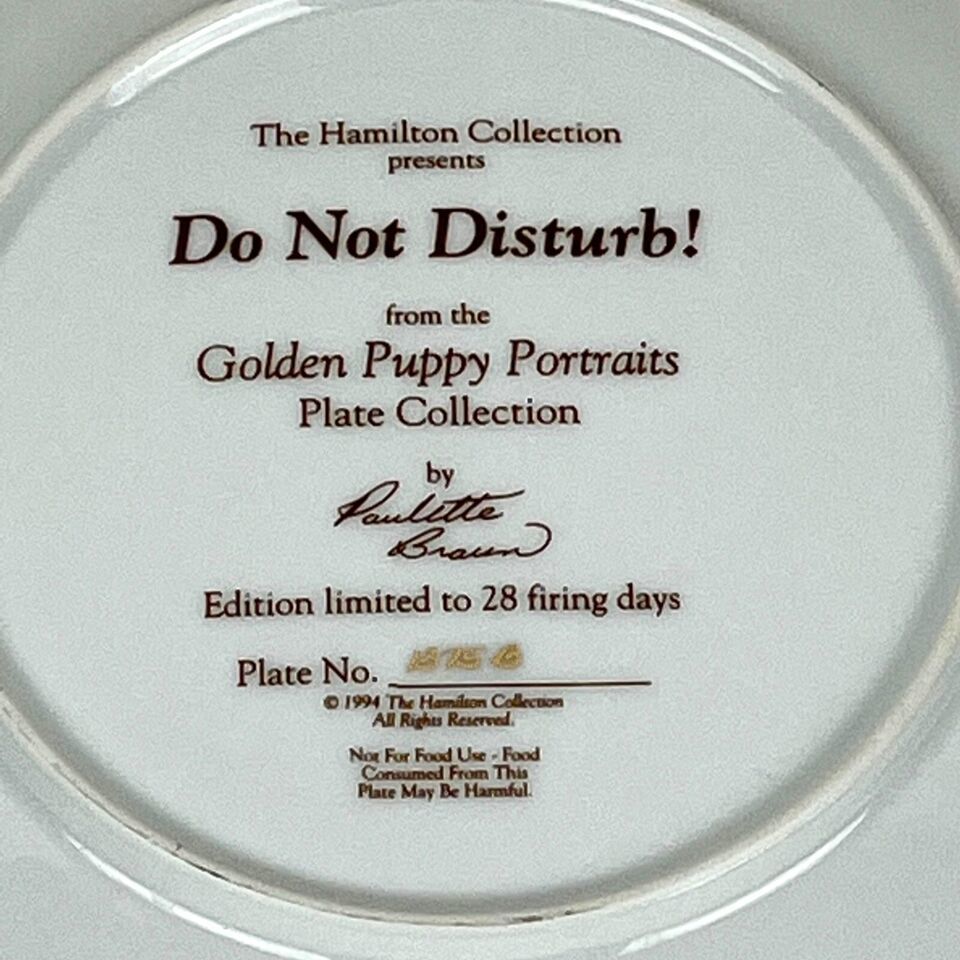 The Hamilton Collection
presents
Do Not Disturb!
from the
Golden Puppy Portraits
Plate Collection
by
Paulette
Braun
Edition limited to 28 firing days
Plate No.
© 1994 The Hamilton Collection
All Rights Reserved.
Not For Food Use - Food
Consumed From This
Plate May Be Harmful.